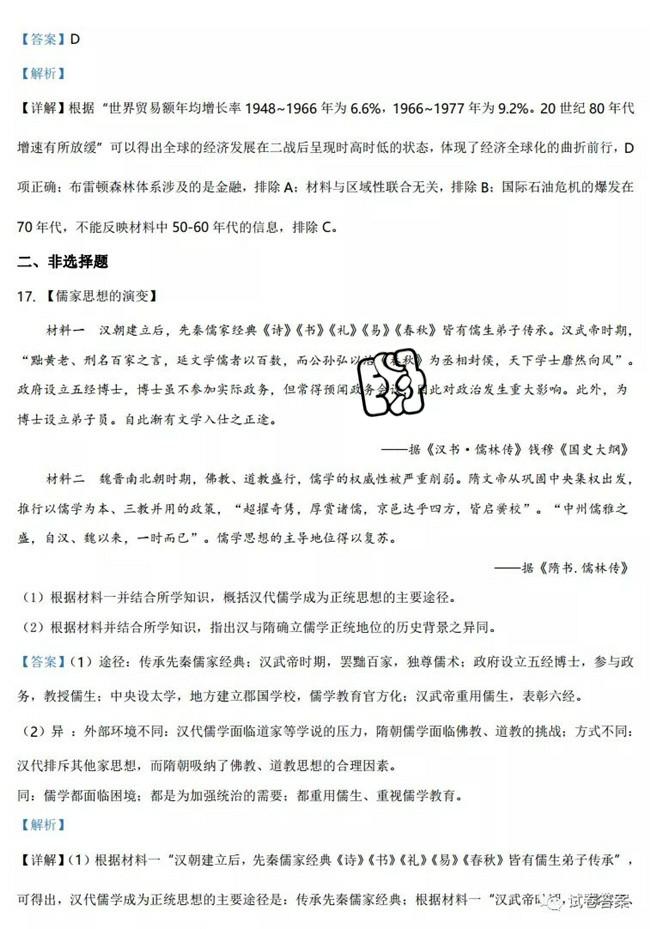 【答案】D
【解析】
【详解】根据“世界贸易额年均增长率 1948~1966 年为 6.6%，1966~1977 年为 9.2%。20 世纪 80 年代
增速有所放缓”可以得出全球的经济发展在二战后呈现时高时低的状态，体现了经济全球化的曲折前行，D
项正确；布雷顿森林体系涉及的是金融，排除 A；材料与区域性联合无关，排除 B；国际石油危机的爆发在
70 年代，不能反映材料中 50-60 年代的信息，排除 C。
二、非选择题
17. 【儒家思想的演变】
材料一 汉朝建立后，先秦儒家经典《诗》《书》《礼》《易》《春秋》皆有儒生弟子传承。汉武帝时期，
“黜黄老、刑名百家之言，延文学儒者以百数，而公孙弘以治《春秋》为丞相封侯，天下学士靡然向风”。
政府设立五经博士，博士虽不参加实际政务，但常得预闻政务会议，因此对政治发生重大影响。此外，为
博士设立弟子员。自此渐有文学入仕之正途。
——据《汉书·儒林传》钱穆《国史大纲》
材料二 魏晋南北朝时期，佛教、道教盛行，儒学的权威性被严重削弱。隋文帝从巩固中央集权出发，
推行以儒学为本、三教并用的政策，“超擢奇隽，厚赏诸儒，京邑达乎四方，皆启黉校”。“中州儒雅之
盛，自汉、魏以来，一时而已”。儒学思想的主导地位得以复苏。
——据《隋书.儒林传》
（1）根据材料一并结合所学知识，概括汉代儒学成为正统思想的主要途径。
（2）根据材料并结合所学知识，指出汉与隋确立儒学正统地位的历史背景之异同。
【答案】（1）途径：传承先秦儒家经典；汉武帝时期，罢黜百家，独尊儒术；政府设立五经博士，参与政
务，教授儒生；中央设太学，地方建立郡国学校，儒学教育官方化；汉武帝重用儒生，表彰六经。
（2）异 ：外部环境不同：汉代儒学面临道家等学说的压力，隋朝儒学面临佛教、道教的挑战；方式不同：
汉代排斥其他家思想，而隋朝吸纳了佛教、道教思想的合理因素。
同：儒学都面临困境；都是为加强统治的需要；都重用儒生、重视儒学教育。
【解析】
【详解】（1）根据材料一“汉朝建立后，先秦儒家经典《诗》《书》《礼》《易》《春秋》皆有儒生弟子传承”，
可得出，汉代儒学成为正统思想的主要途径是：传承先秦儒家经典；根据材料一“汉武帝时期，
试卷答案